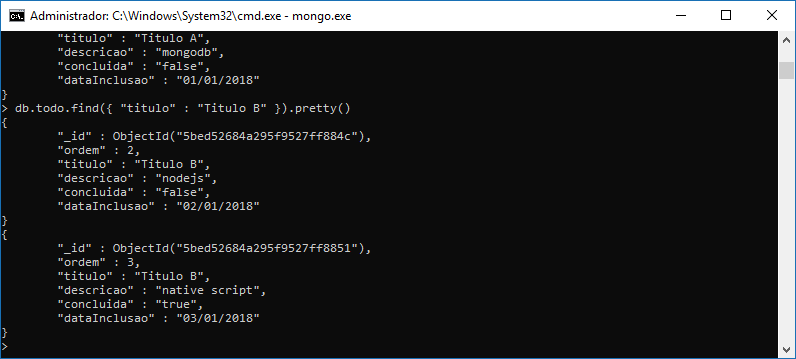 Administrador: C:\Windows\System32\cmd.exe - mongo.exe
        "titulo" : "Titulo A",
        "descricao" : "mongodb",
        "concluida" : "false",
        "dataInclusao" : "01/01/2018"
}
> db.todo.find({ "titulo" : "Titulo B" }).pretty()
{
        "_id" : ObjectId("5bed52684a295f9527ff884c"),
        "ordem" : 2,
        "titulo" : "Titulo B",
        "descricao" : "nodejs",
        "concluida" : "false",
        "dataInclusao" : "02/01/2018"
}
{
        "_id" : ObjectId("5bed52684a295f9527ff8851"),
        "ordem" : 3,
        "titulo" : "Titulo B",
        "descricao" : "native script",
        "concluida" : "true",
        "dataInclusao" : "03/01/2018"
}
>